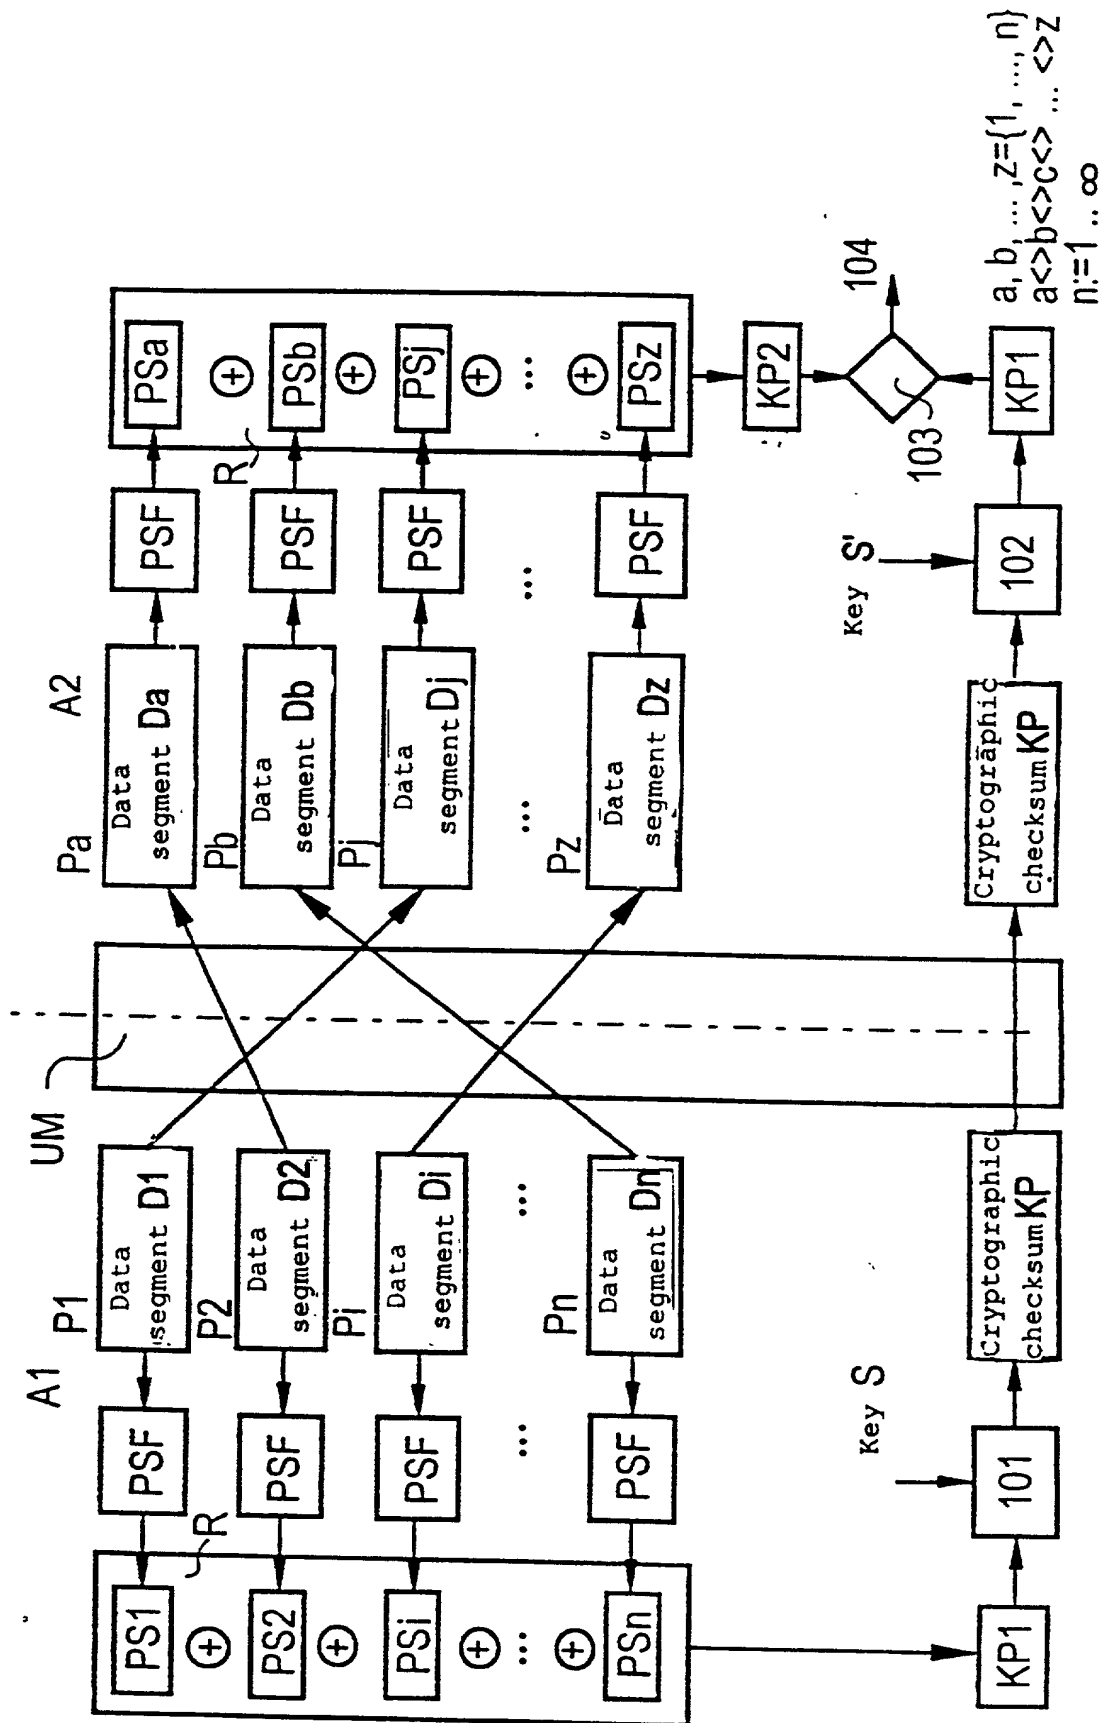 A1
UM
A2
P1
Data
segment D1
PSF
PS1
R
P2
Data
segment D2
PSF
PS2
Pi
Data
segment Di
PSF
PSi
...
...
...
Pn
Data
segment Dn
PSF
PSn
KP1
Key S
101
Cryptographic
checksum KP
Pa
Data
segment Da
PSF
PSa
R
Pb
Data
segment Db
PSF
PSb
Pj
Data
segment Dj
PSF
PSj
...
...
...
Pz
Data
segment Dz
PSF
PSz
KP2
104
103
Cryptographic
checksum KP
Key S'
102
KP1
a, b, ... ,z={1, ..., n}
a<>b<>c<> ... <>z
n:=1 .. ∞